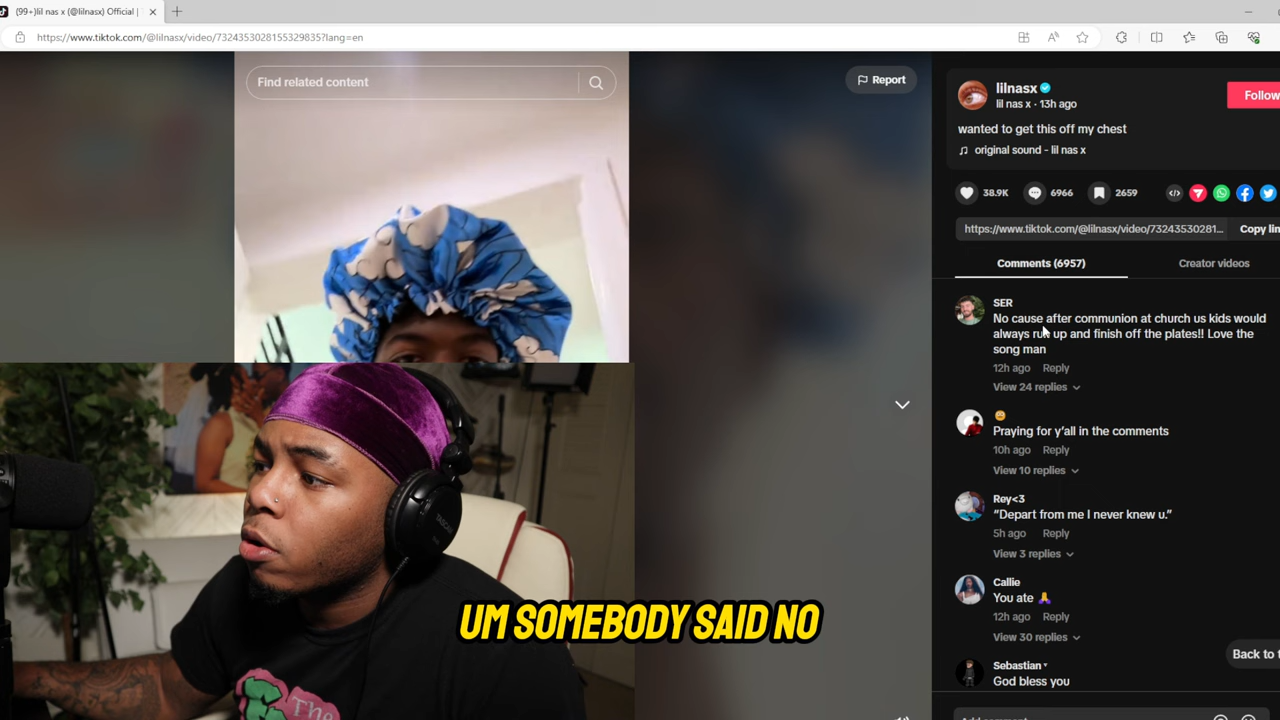 (99+)lil nas x (@lilnasx) Official |
https://www.tiktok.com/@lilnasx/video/7324353028155329835?lang=en
Find related content
Report
lilnasx
lil nas x · 13h ago
Follow
wanted to get this off my chest
original sound - lil nas x
38.9K
6966
2659
https://www.tiktok.com/@lilnasx/video/73243530281...
Copy lin
Comments (6957)
Creator videos
SER
No cause after communion at church us kids would
always run up and finish off the plates!! Love the
song man
12h ago Reply
View 24 replies
😩
Praying for y'all in the comments
10h ago Reply
View 10 replies
Rey<3
“Depart from me I never knew u.”
5h ago Reply
View 3 replies
Callie
You ate 🙏
12h ago Reply
View 30 replies
Back to t
Sebastian
God bless you
TASCAM
The
UM SOMEBODY SAID NO